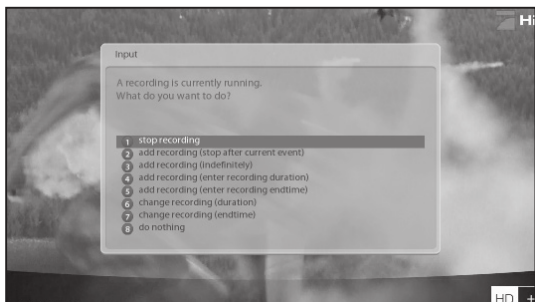 Hi
Input
A recording is currently running.
What do you want to do?
1 stop recording
2 add recording (stop after current event)
3 add recording (indefinitely)
4 add recording (enter recording duration)
5 add recording (enter recording endtime)
6 change recording (duration)
7 change recording (endtime)
8 do nothing
HD +